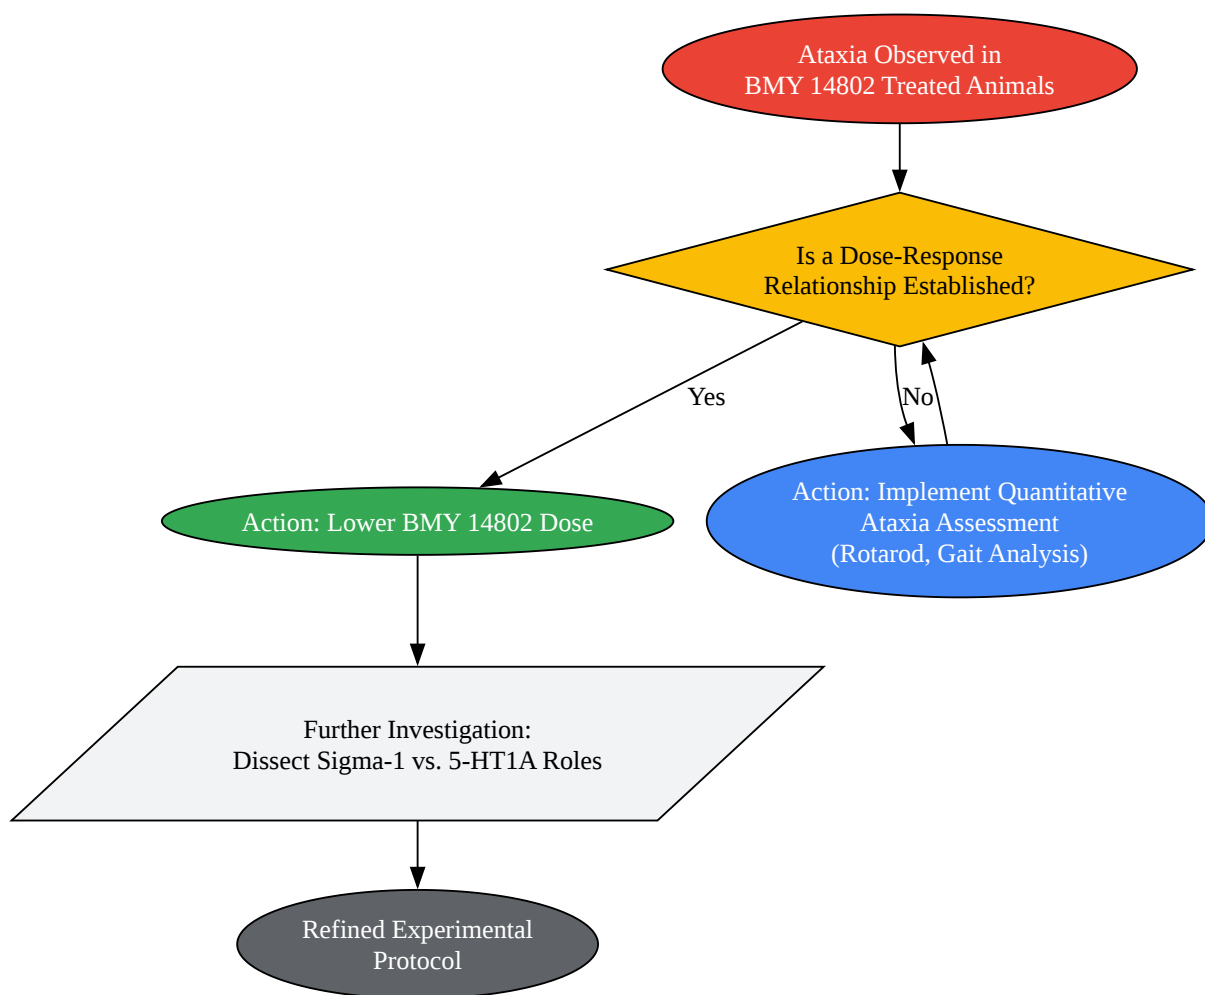 Ataxia Observed in
BMY 14802 Treated Animals
Is a Dose-Response
Relationship Established?
Yes
No
Action: Lower BMY 14802 Dose
Action: Implement Quantitative
Ataxia Assessment
(Rotarod, Gait Analysis)
Further Investigation:
Dissect Sigma-1 vs. 5-HT1A Roles
Refined Experimental
Protocol